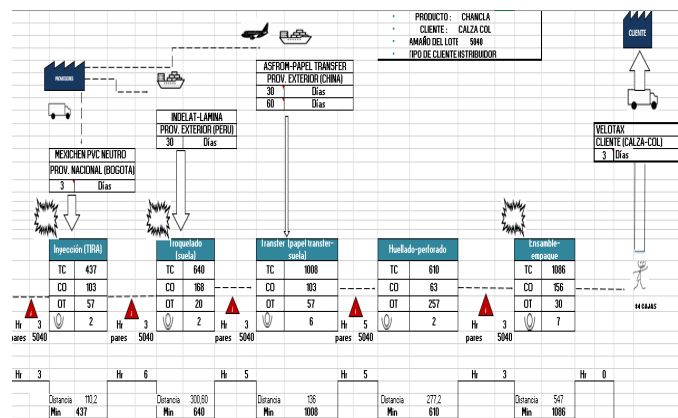 PRODUCTO: CHANCLA
CLIENTE: CALZA COL
AMAÑO DEL LOTE 5040
TIPO DE CLIENTE
CLIENTE
ASFROM-PAPEL TRANSFER
PROV. EXTERIOR (CHINA)
30 Días
60 Días
INDELAT-LAMINA
PROV. EXTERIOR (PERU)
30 Días
VELOTAX
CLIENTE (CALZA-COL)
3 Días
MEXICHEN PVC NEUTRO
PROV. NACIONAL (BOGOTA)
3 Días
Inyección (TIRA)
TC 437
CO 103
OT 57
2
Troquelado (suela)
TC 640
CO 168
OT 20
2
Transfer (papel transfer-suela)
TC 1008
CO 103
OT 57
6
Huellado-perforado
TC 610
CO 63
OT 257
2
Ensamble-empaque
TC 1086
CO 156
OT 30
7
84 CAJAS
Hr 3
pares 5040
Hr 3
pares 5040
Hr 3
pares 5040
Hr 5
pares 5040
Hr 3
pares 5040
Hr 3
Hr 6
Hr 5
Hr 5
Hr 3
Hr 0
Distancia 110,2
Min 437
Distancia 300,60
Min 640
Distancia 136
Min 1008
Distancia 277,2
Min 610
Distancia 547
Min 1086